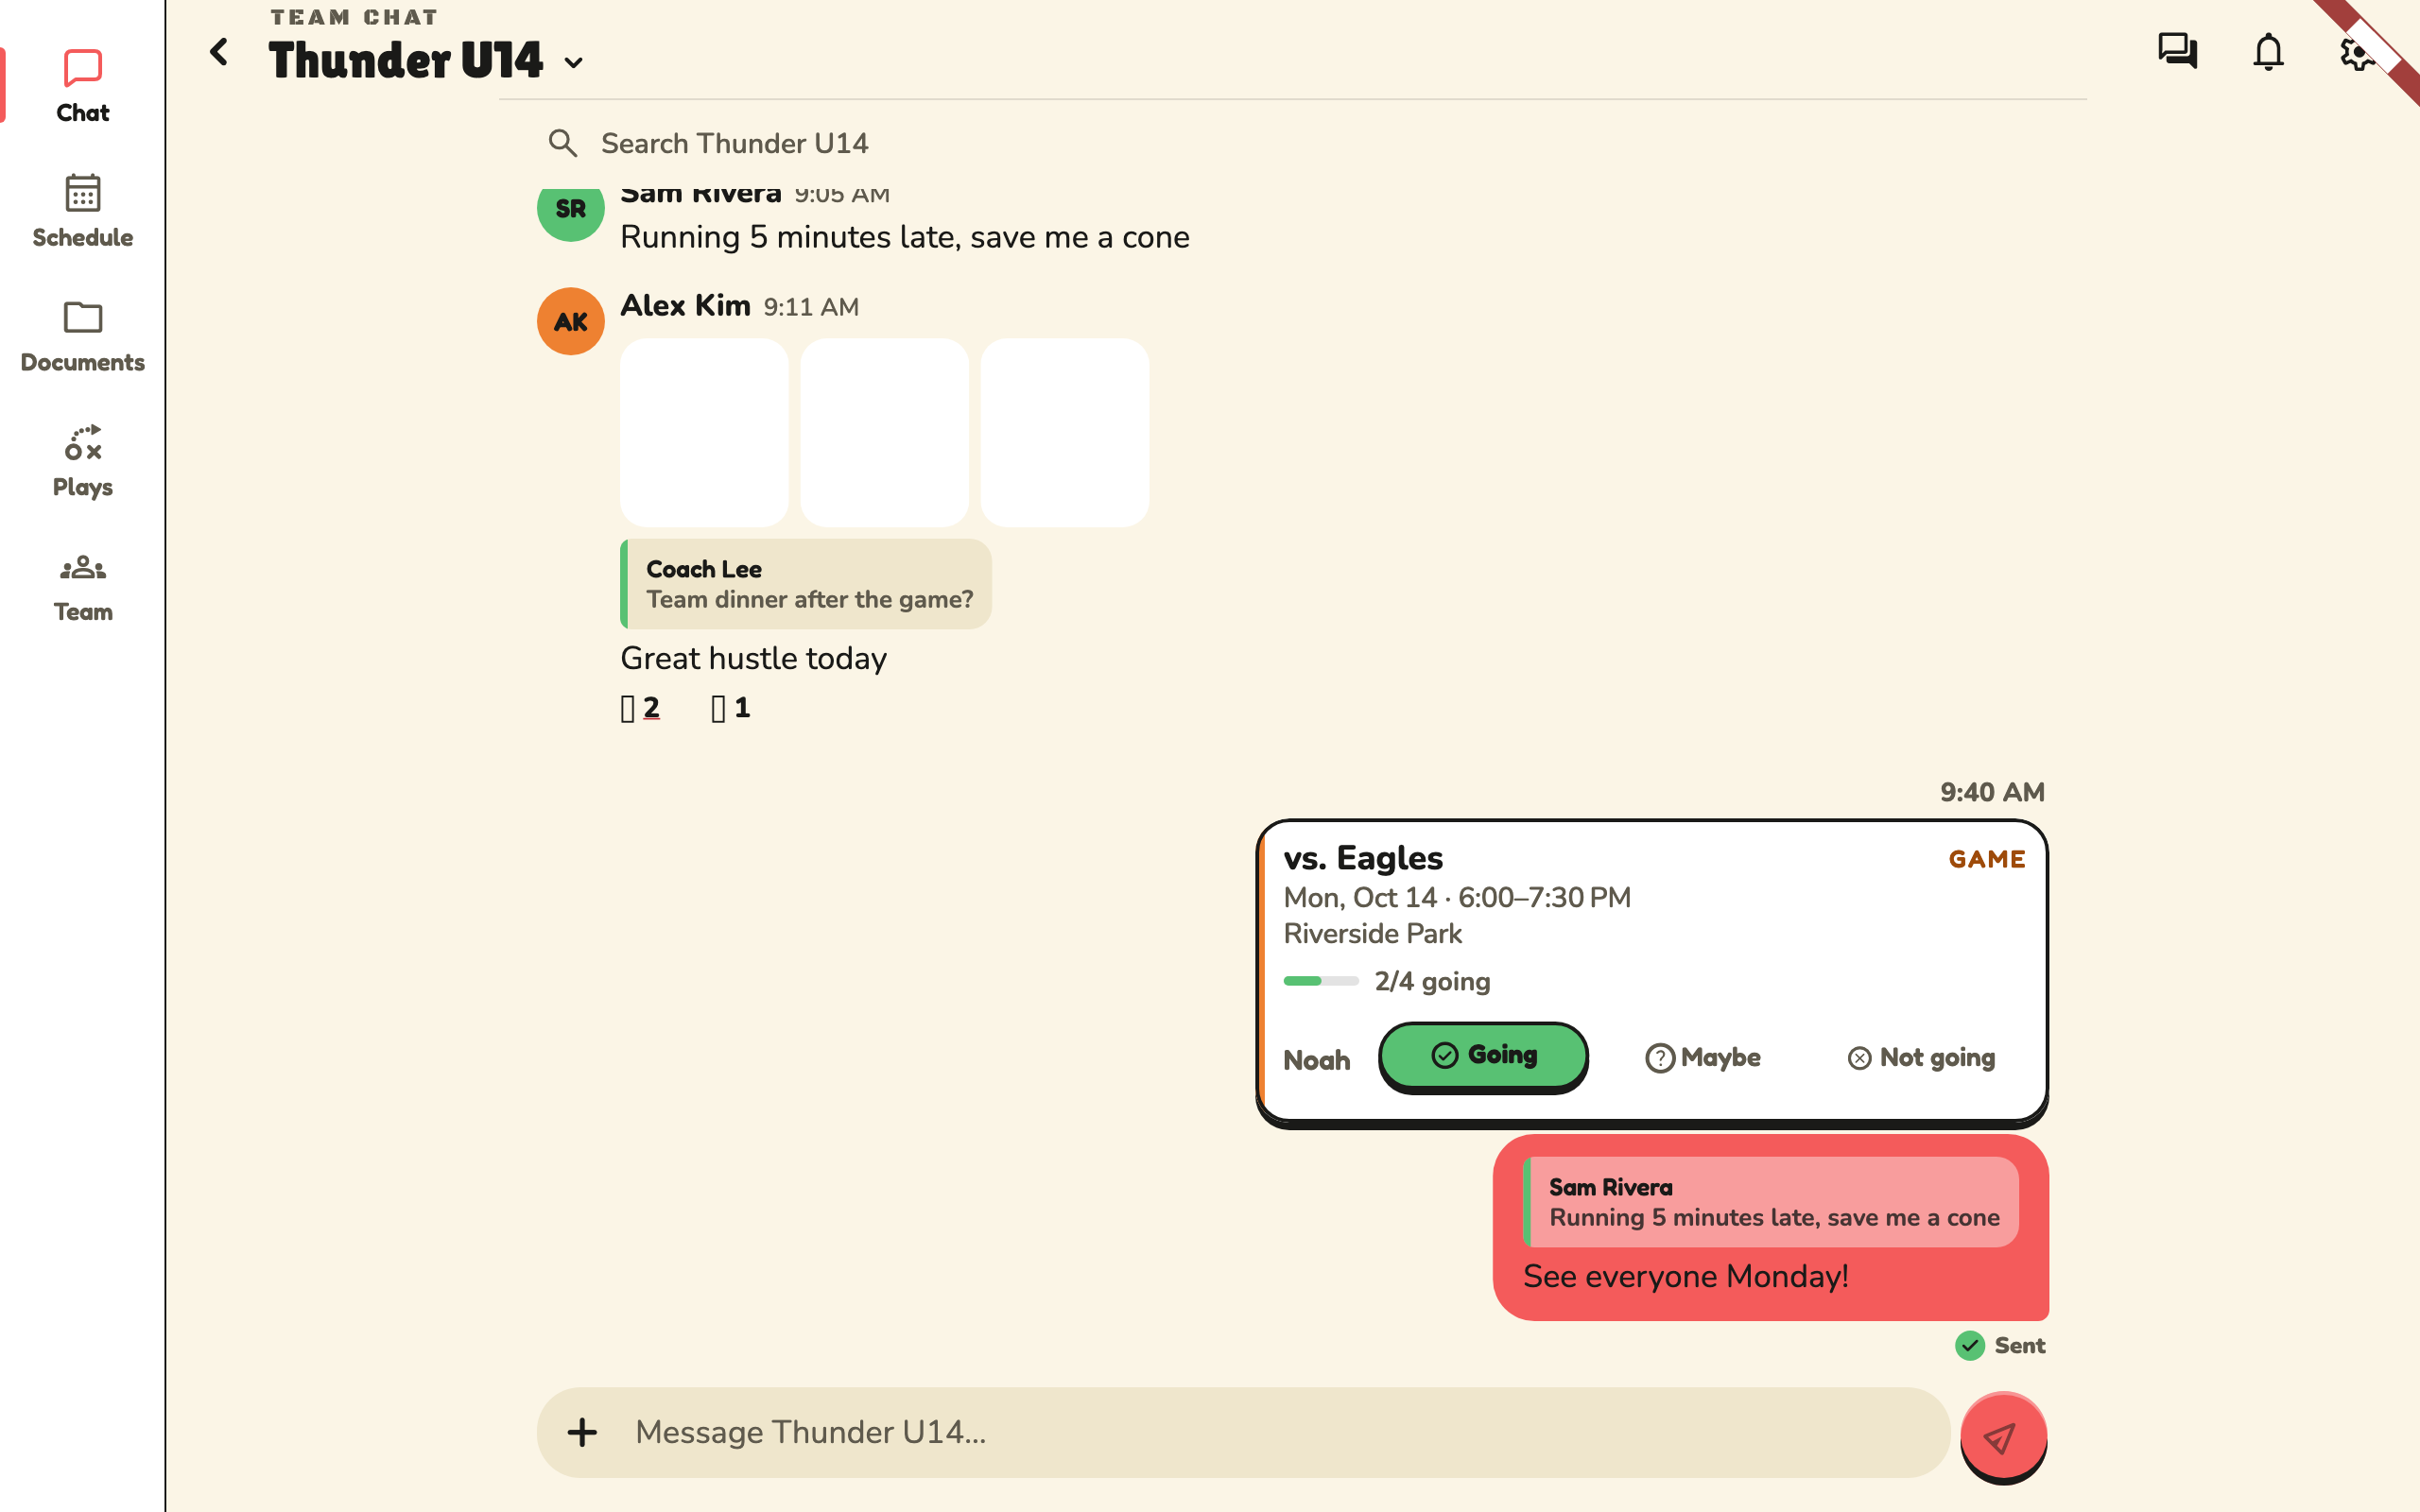 TEAM CHAT
Thunder U14
Chat
Schedule
Documents
Plays
Team
Search Thunder U14
Sam Rivera 9:05 AM
SR
Running 5 minutes late, save me a cone
AK
Alex Kim 9:11 AM
Coach Lee
Team dinner after the game?
Great hustle today
2 1
9:40 AM
vs. Eagles GAME
Mon, Oct 14 · 6:00–7:30 PM
Riverside Park
2/4 going
Noah Going Maybe Not going
Sam Rivera
Running 5 minutes late, save me a cone
See everyone Monday!
Sent
Message Thunder U14...